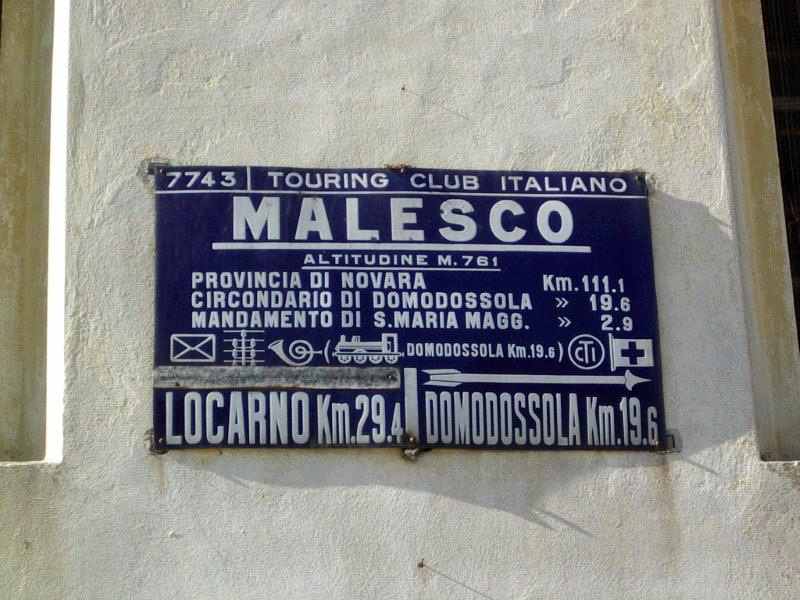 7743 TOURING CLUB ITALIANO
MALESCO
ALTITUDINE M. 761
PROVINCIA DI NOVARA Km. 111.1
CIRCONDARIO DI DOMODOSSOLA » 19.6
MANDAMENTO DI S. MARIA MAGG. » 2.9
( DOMODOSSOLA Km. 19.6 ) CTI
LOCARNO Km. 29.4 DOMODOSSOLA Km. 19.6